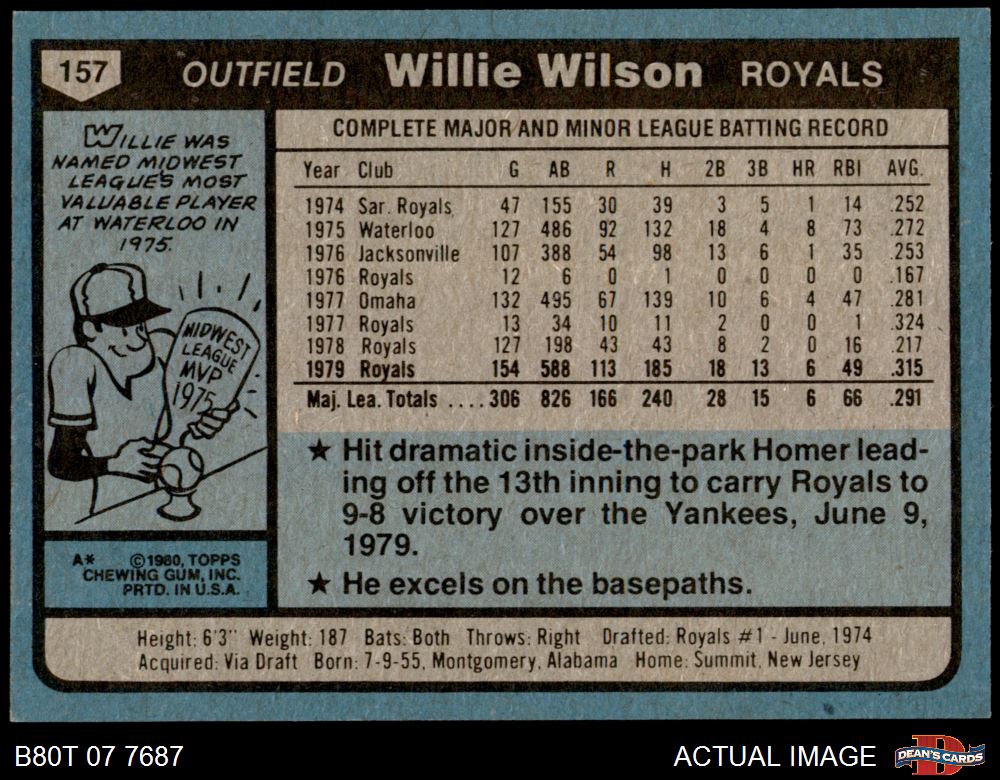 157 OUTFIELD Willie Wilson ROYALS
WILLIE WAS
NAMED MIDWEST
LEAGUE'S MOST
VALUABLE PLAYER
AT WATERLOO IN
1975.
MIDWEST
LEAGUE
MVP
1975
A* ©1980, TOPPS
CHEWING GUM, INC.
PRTD. IN U.S.A.
COMPLETE MAJOR AND MINOR LEAGUE BATTING RECORD
Year Club G AB R H 2B 3B HR RBI AVG.
1974 Sar. Royals 47 155 30 39 3 5 1 14 .252
1975 Waterloo 127 486 92 132 18 4 8 73 .272
1976 Jacksonville 107 388 54 98 13 6 1 35 .253
1976 Royals 12 6 0 1 0 0 0 0 .167
1977 Omaha 132 495 67 139 10 6 4 47 .281
1977 Royals 13 34 10 11 2 0 0 1 .324
1978 Royals 127 198 43 43 8 2 0 16 .217
1979 Royals 154 588 113 185 18 13 6 49 .315
Maj. Lea. Totals ....306 826 166 240 28 15 6 66 .291
★ Hit dramatic inside-the-park Homer lead-
ing off the 13th inning to carry Royals to
9-8 victory over the Yankees, June 9,
1979.
★ He excels on the basepaths.
Height: 6'3" Weight: 187 Bats: Both Throws: Right Drafted: Royals #1 - June, 1974
Acquired: Via Draft Born: 7-9-55, Montgomery, Alabama Home: Summit, New Jersey
B80T 07 7687 ACTUAL IMAGE DEAN'S CARDS